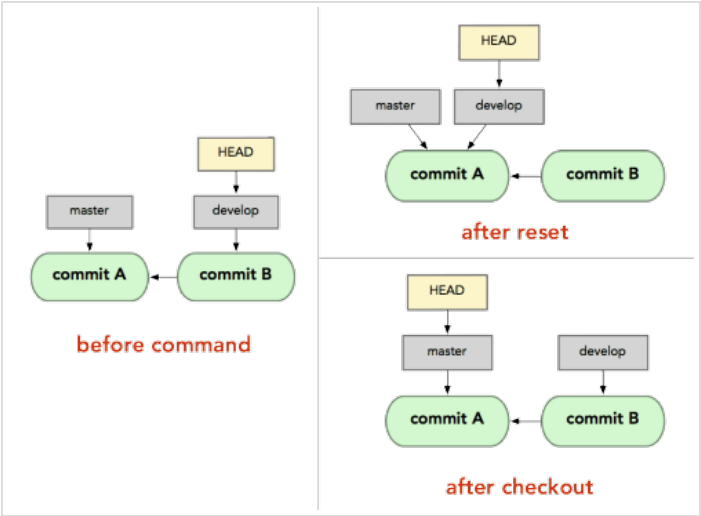 HEAD
master
develop
commit A
commit B
before command
HEAD
master
develop
commit A
commit B
after reset
HEAD
master
develop
commit A
commit B
after checkout